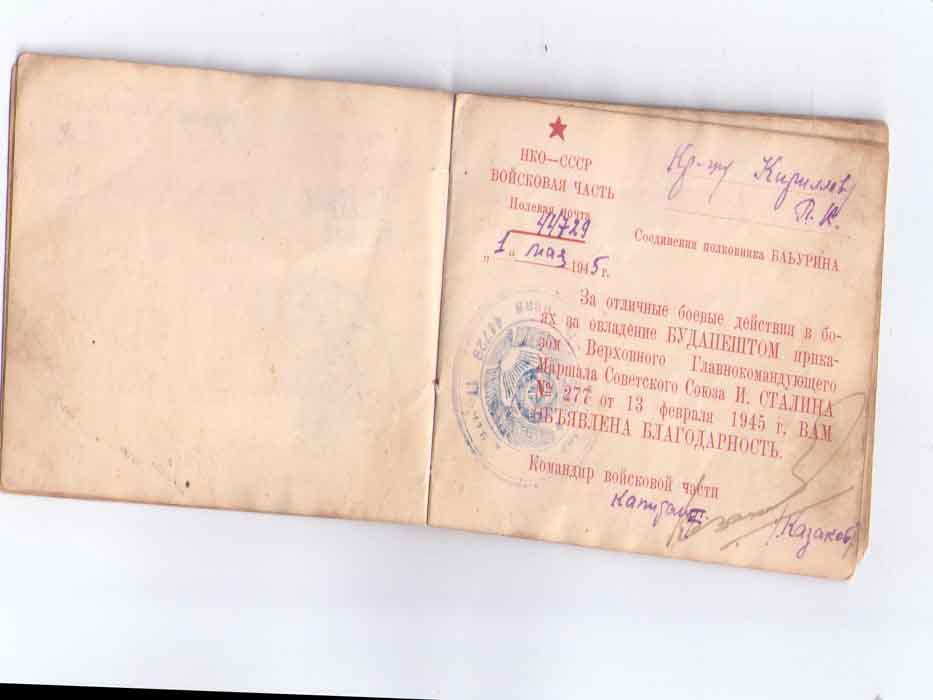 НКО—СССР
ВОЙСКОВАЯ ЧАСТЬ
Полевая почта
44729
„1“ мая 1945 г.
Кр-цу Кириллову
П. К.
Соединения полковника БАБУРИНА
За отличные боевые действия в бо-
ях за овладение БУДАПЕШТОМ прика-
зом Верховного Главнокомандующего
Маршала Советского Союза И. СТАЛИНА
№ 277 от 13 февраля 1945 г. ВАМ
ОБЪЯВЛЕНА БЛАГОДАРНОСТЬ.
Командир войсковой части
капитан
(Казаков)